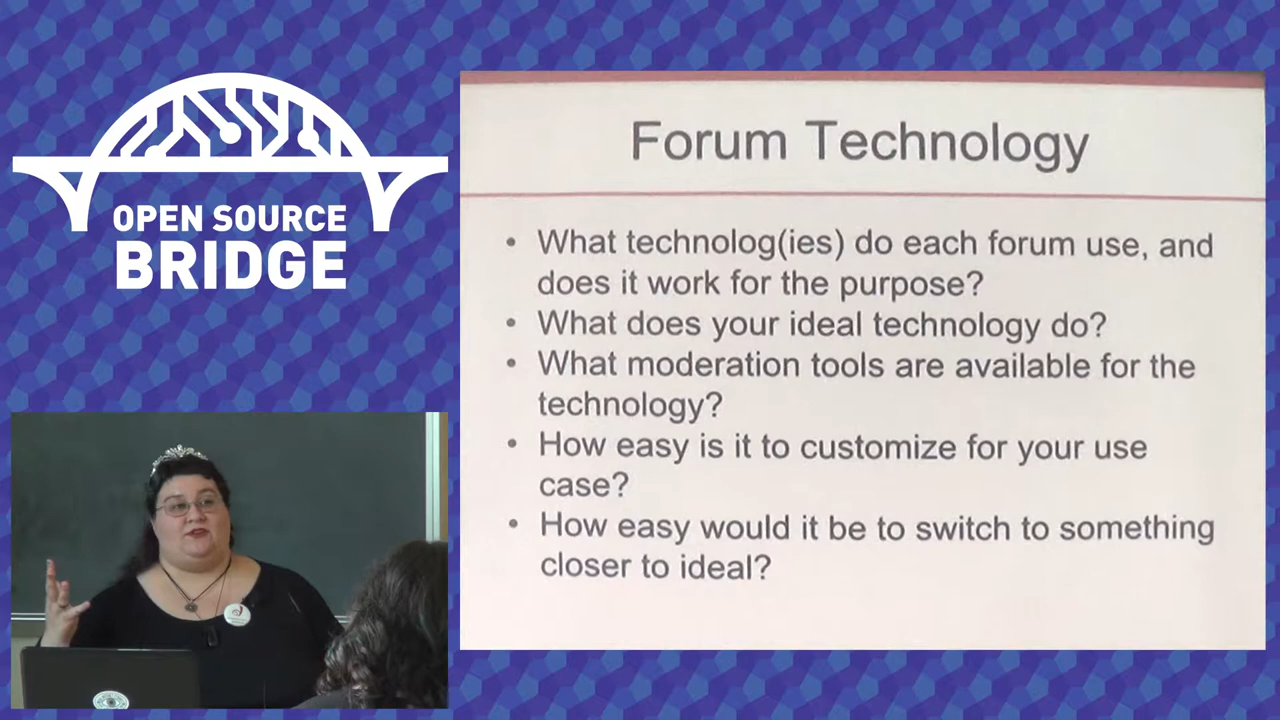 OPEN SOURCE
BRIDGE
Forum Technology
• What technolog(ies) do each forum use, and
does it work for the purpose?
• What does your ideal technology do?
• What moderation tools are available for the
technology?
• How easy is it to customize for your use
case?
• How easy would it be to switch to something
closer to ideal?